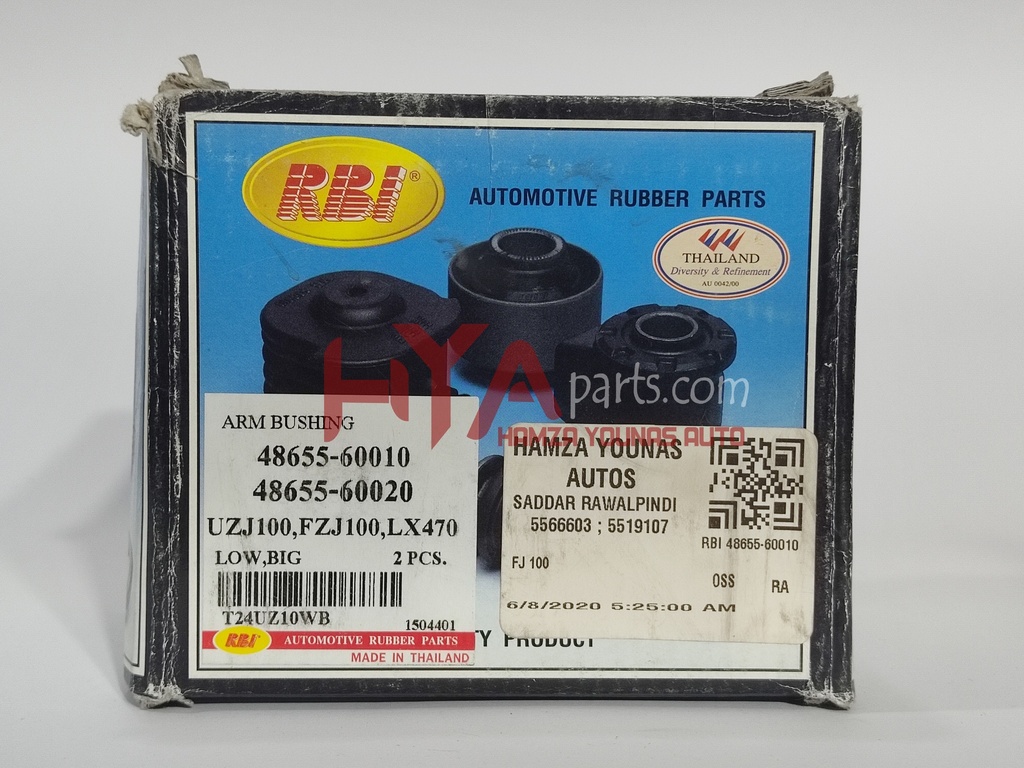 RBI®
AUTOMOTIVE RUBBER PARTS
THAILAND
Diversity & Refinement
AU 0042/00
HYA parts.com
HAMZA YOUNAS AUTO
ARM BUSHING
48655-60010
48655-60020
UZJ100,FZJ100,LX470
LOW,BIG 2 PCS.
T24UZ10WB
1504401
RBI AUTOMOTIVE RUBBER PARTS
MADE IN THAILAND
HAMZA YOUNAS
AUTOS
SADDAR RAWALPINDI
5566603 ; 5519107
RBI 48655-60010
FJ 100
OSS
RA
6/8/2020 5:25:00 AM
TY PRODUCT